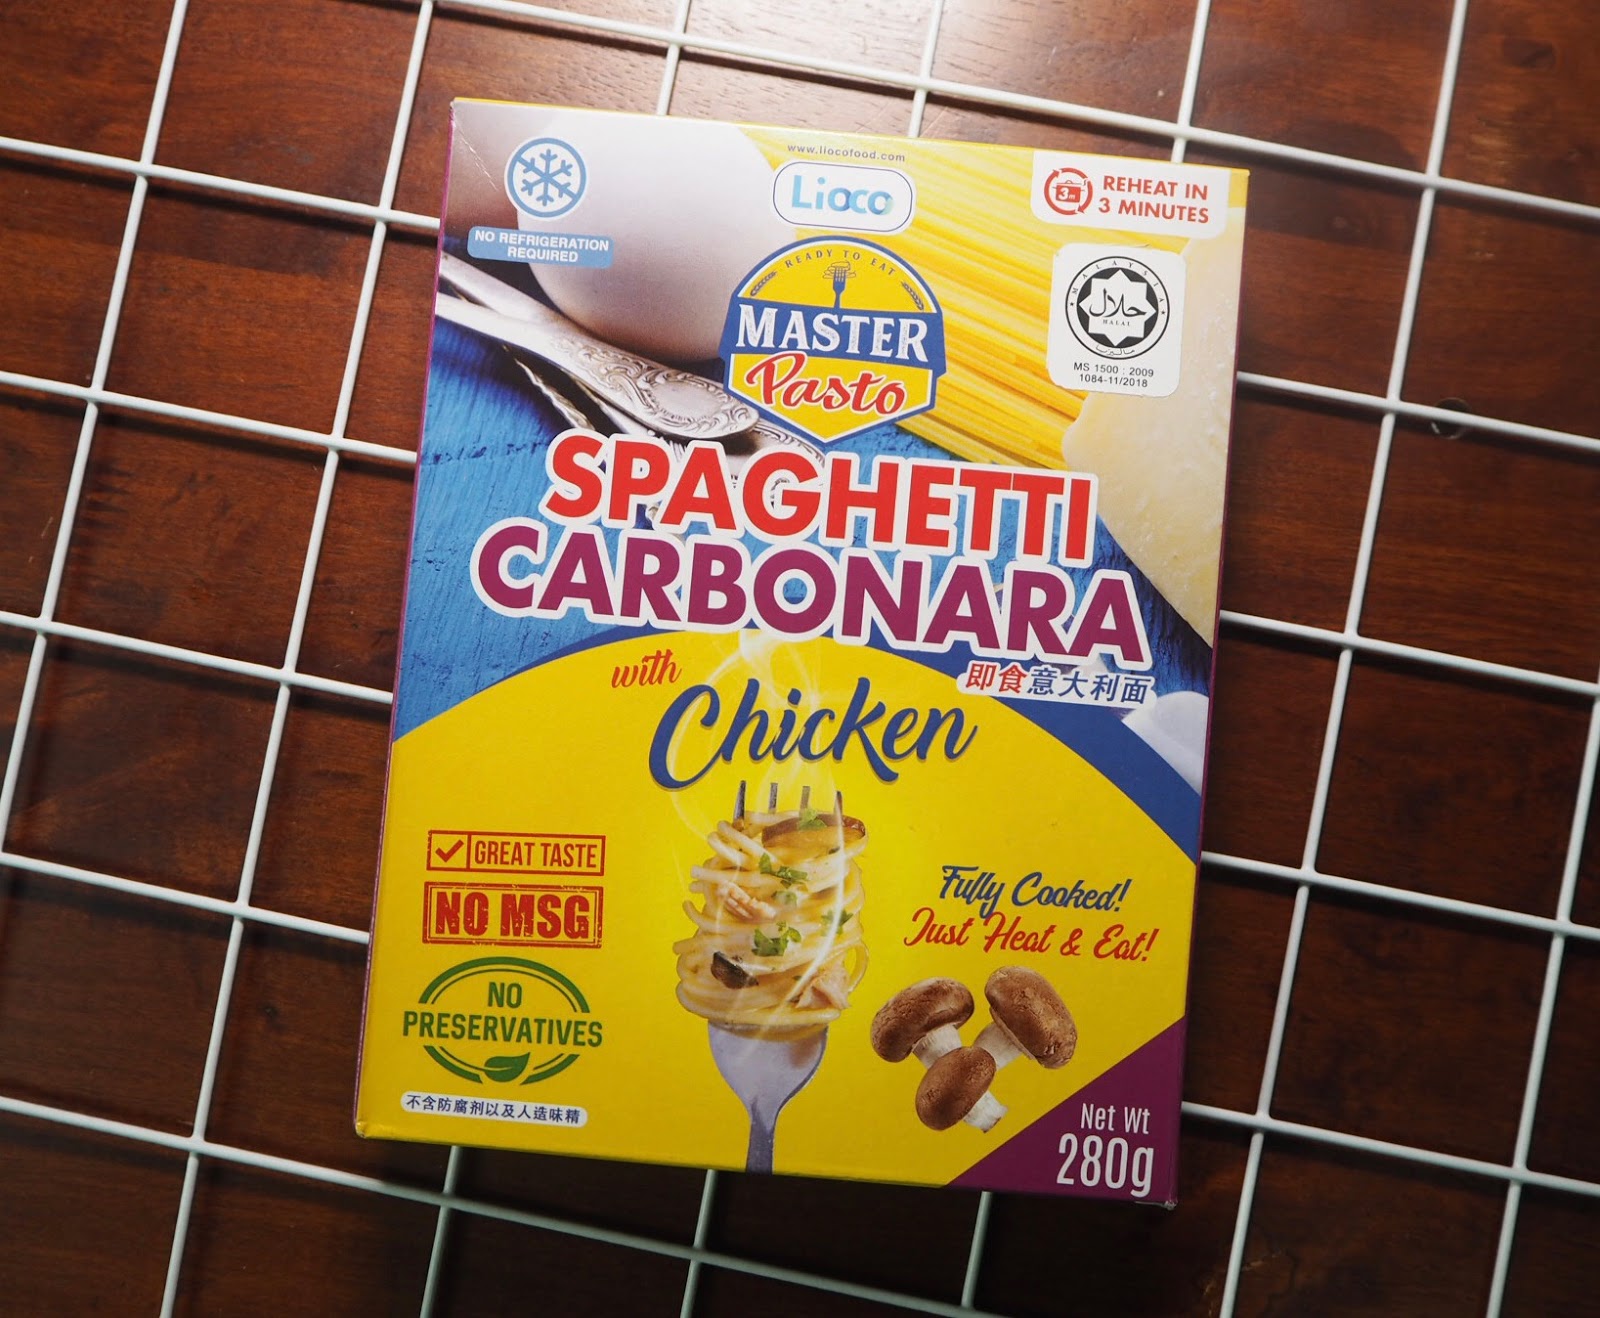 www.liocofood.com
Lioco
NO REFRIGERATION
REQUIRED
3m
REHEAT IN
3 MINUTES
READY TO EAT
MASTER
Pasto
MALAYSIA
حلال
HALAL
ماليزيا
MS 1500 : 2009
1084-11/2018
SPAGHETTI
CARBONARA
即食意大利面
with
Chicken
GREAT TASTE
NO MSG
NO
PRESERVATIVES
不含防腐剂以及人造味精
Fully Cooked!
Just Heat & Eat!
Net Wt
280g